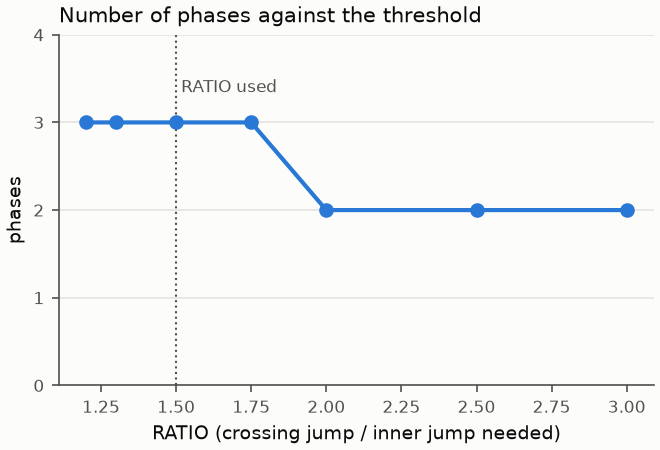 Number of phases against the threshold
4
RATIO used
3
phases
2
1
0
1.25 1.50 1.75 2.00 2.25 2.50 2.75 3.00
RATIO (crossing jump / inner jump needed)